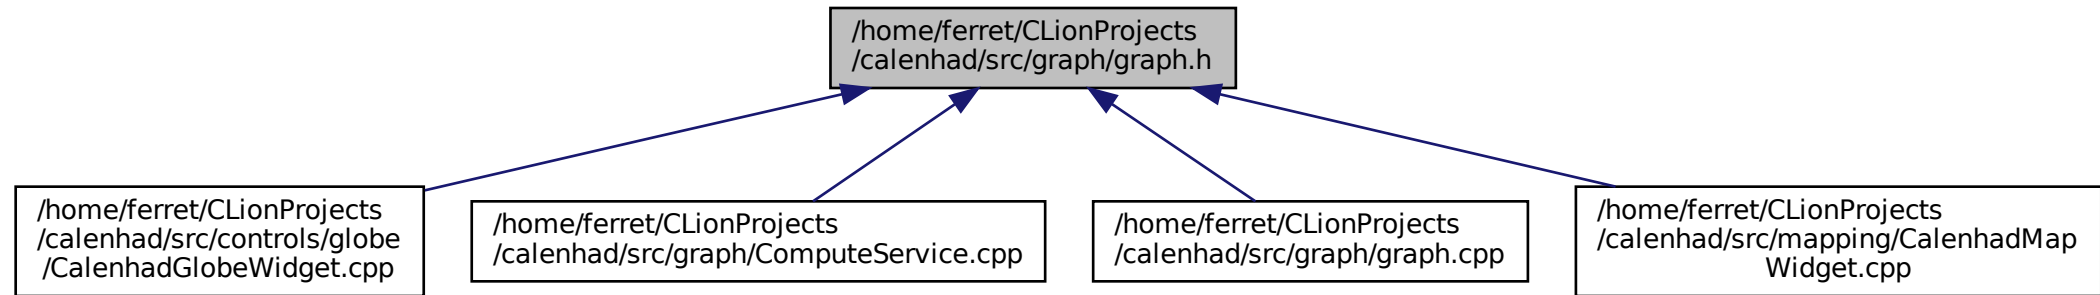 /home/ferret/CLionProjects
/calenhad/src/graph/graph.h
/home/ferret/CLionProjects
/calenhad/src/controls/globe
/CalenhadGlobeWidget.cpp
/home/ferret/CLionProjects
/calenhad/src/graph/ComputeService.cpp
/home/ferret/CLionProjects
/calenhad/src/graph/graph.cpp
/home/ferret/CLionProjects
/calenhad/src/mapping/CalenhadMap
Widget.cpp